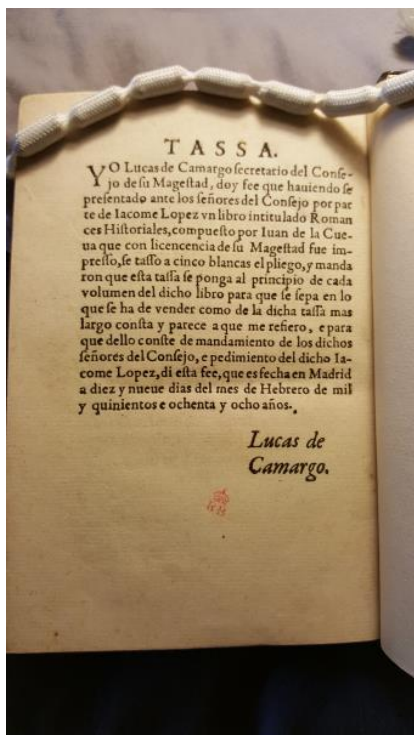 TASSA.
YO Lucas de Camargo ſecretario del Conſe-
jo de ſu Mageſtad, doy fee que hauiendo ſe
preſentado ante los ſeñores del Conſejo por par
te de Iacome Lopez vn libro intitulado Roman
ces Hiſtoriales, compueſto por Iuan de la Cue-
ua que con licencencia de ſu Mageſtad fue im-
preſſo, ſe taſſo a cinco blancas el pliego, y manda
ron que eſta taſſa ſe ponga al principio de cada
volumen del dicho libro para que ſe ſepa en lo
que ſe ha de vender como de la dicha taſſa mas
largo conſta y parece a que me refiero, e para
que dello conſte de mandamiento de los dichos
ſeñores del Conſejo, e pedimiento del dicho Ia-
come Lopez, di eſta fee, que es fecha en Madrid
a diez y nueue dias del mes de Hebrero de mil
y quinientos e ochenta y ocho años.
Lucas de
Camargo.